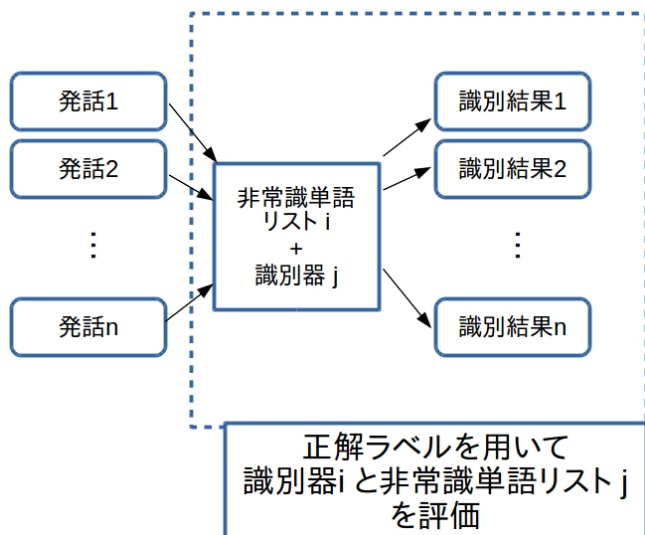 発話1
発話2
⋮
発話n
非常識単語
リスト i
+
識別器 j
識別結果1
識別結果2
⋮
識別結果n
正解ラベルを用いて
識別器i と非常識単語リスト j
を評価